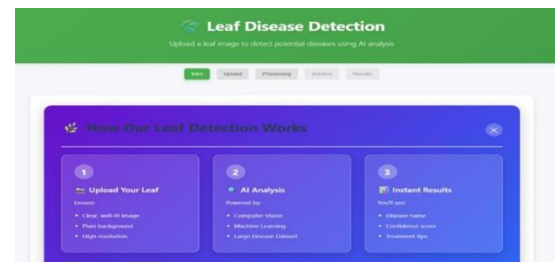 Leaf Disease Detection
Upload a leaf image to detect potential diseases using AI analysis
Intro Upload Processing Solution Results
How Our Leaf Detection Works
1
Upload Your Leaf
Ensure:
• Clear, well-lit image
• Plain background
• High resolution
2
AI Analysis
Powered by:
• Computer Vision
• Machine Learning
• Large Disease Dataset
3
Instant Results
You'll see:
• Disease name
• Confidence score
• Treatment tips